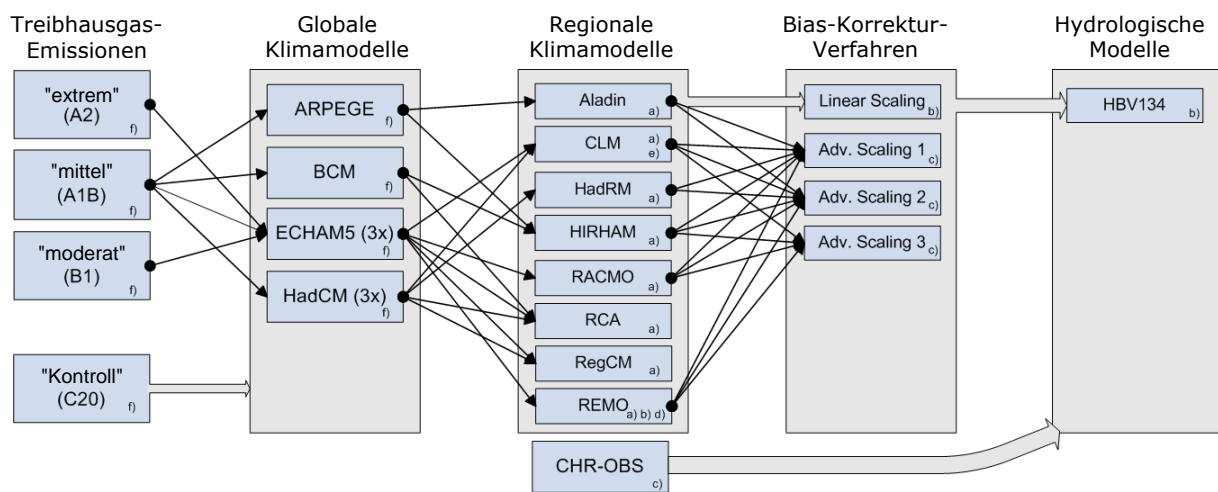 Treibhausgas-
Emissionen
"extrem"
(A2)
f)
"mittel"
(A1B)
f)
"moderat"
(B1)
f)
"Kontroll"
(C20)
f)
Globale
Klimamodelle
ARPEGE
f)
BCM
f)
ECHAM5 (3x)
f)
HadCM (3x)
f)
Regionale
Klimamodelle
Aladin
a)
CLM
a)
e)
HadRM
a)
HIRHAM
a)
RACMO
a)
RCA
a)
RegCM
a)
REMO
a) b) d)
CHR-OBS
c)
Bias-Korrektur-
Verfahren
Linear Scaling
b)
Adv. Scaling 1
c)
Adv. Scaling 2
c)
Adv. Scaling 3
c)
Hydrologische
Modelle
HBV134
b)